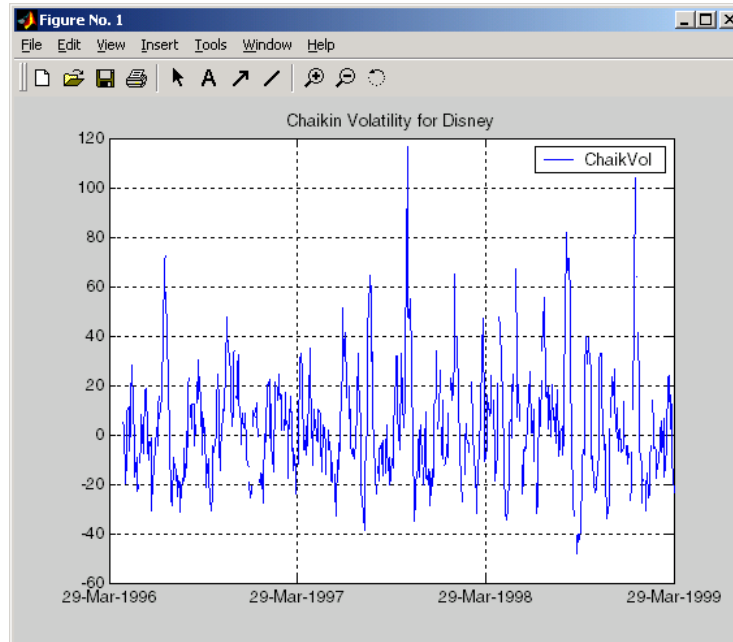 Figure No. 1
File Edit View Insert Tools Window Help
A
Chaikin Volatility for Disney
ChaikVol
120
100
80
60
40
20
0
-20
-40
-60
29-Mar-1996 29-Mar-1997 29-Mar-1998 29-Mar-1999